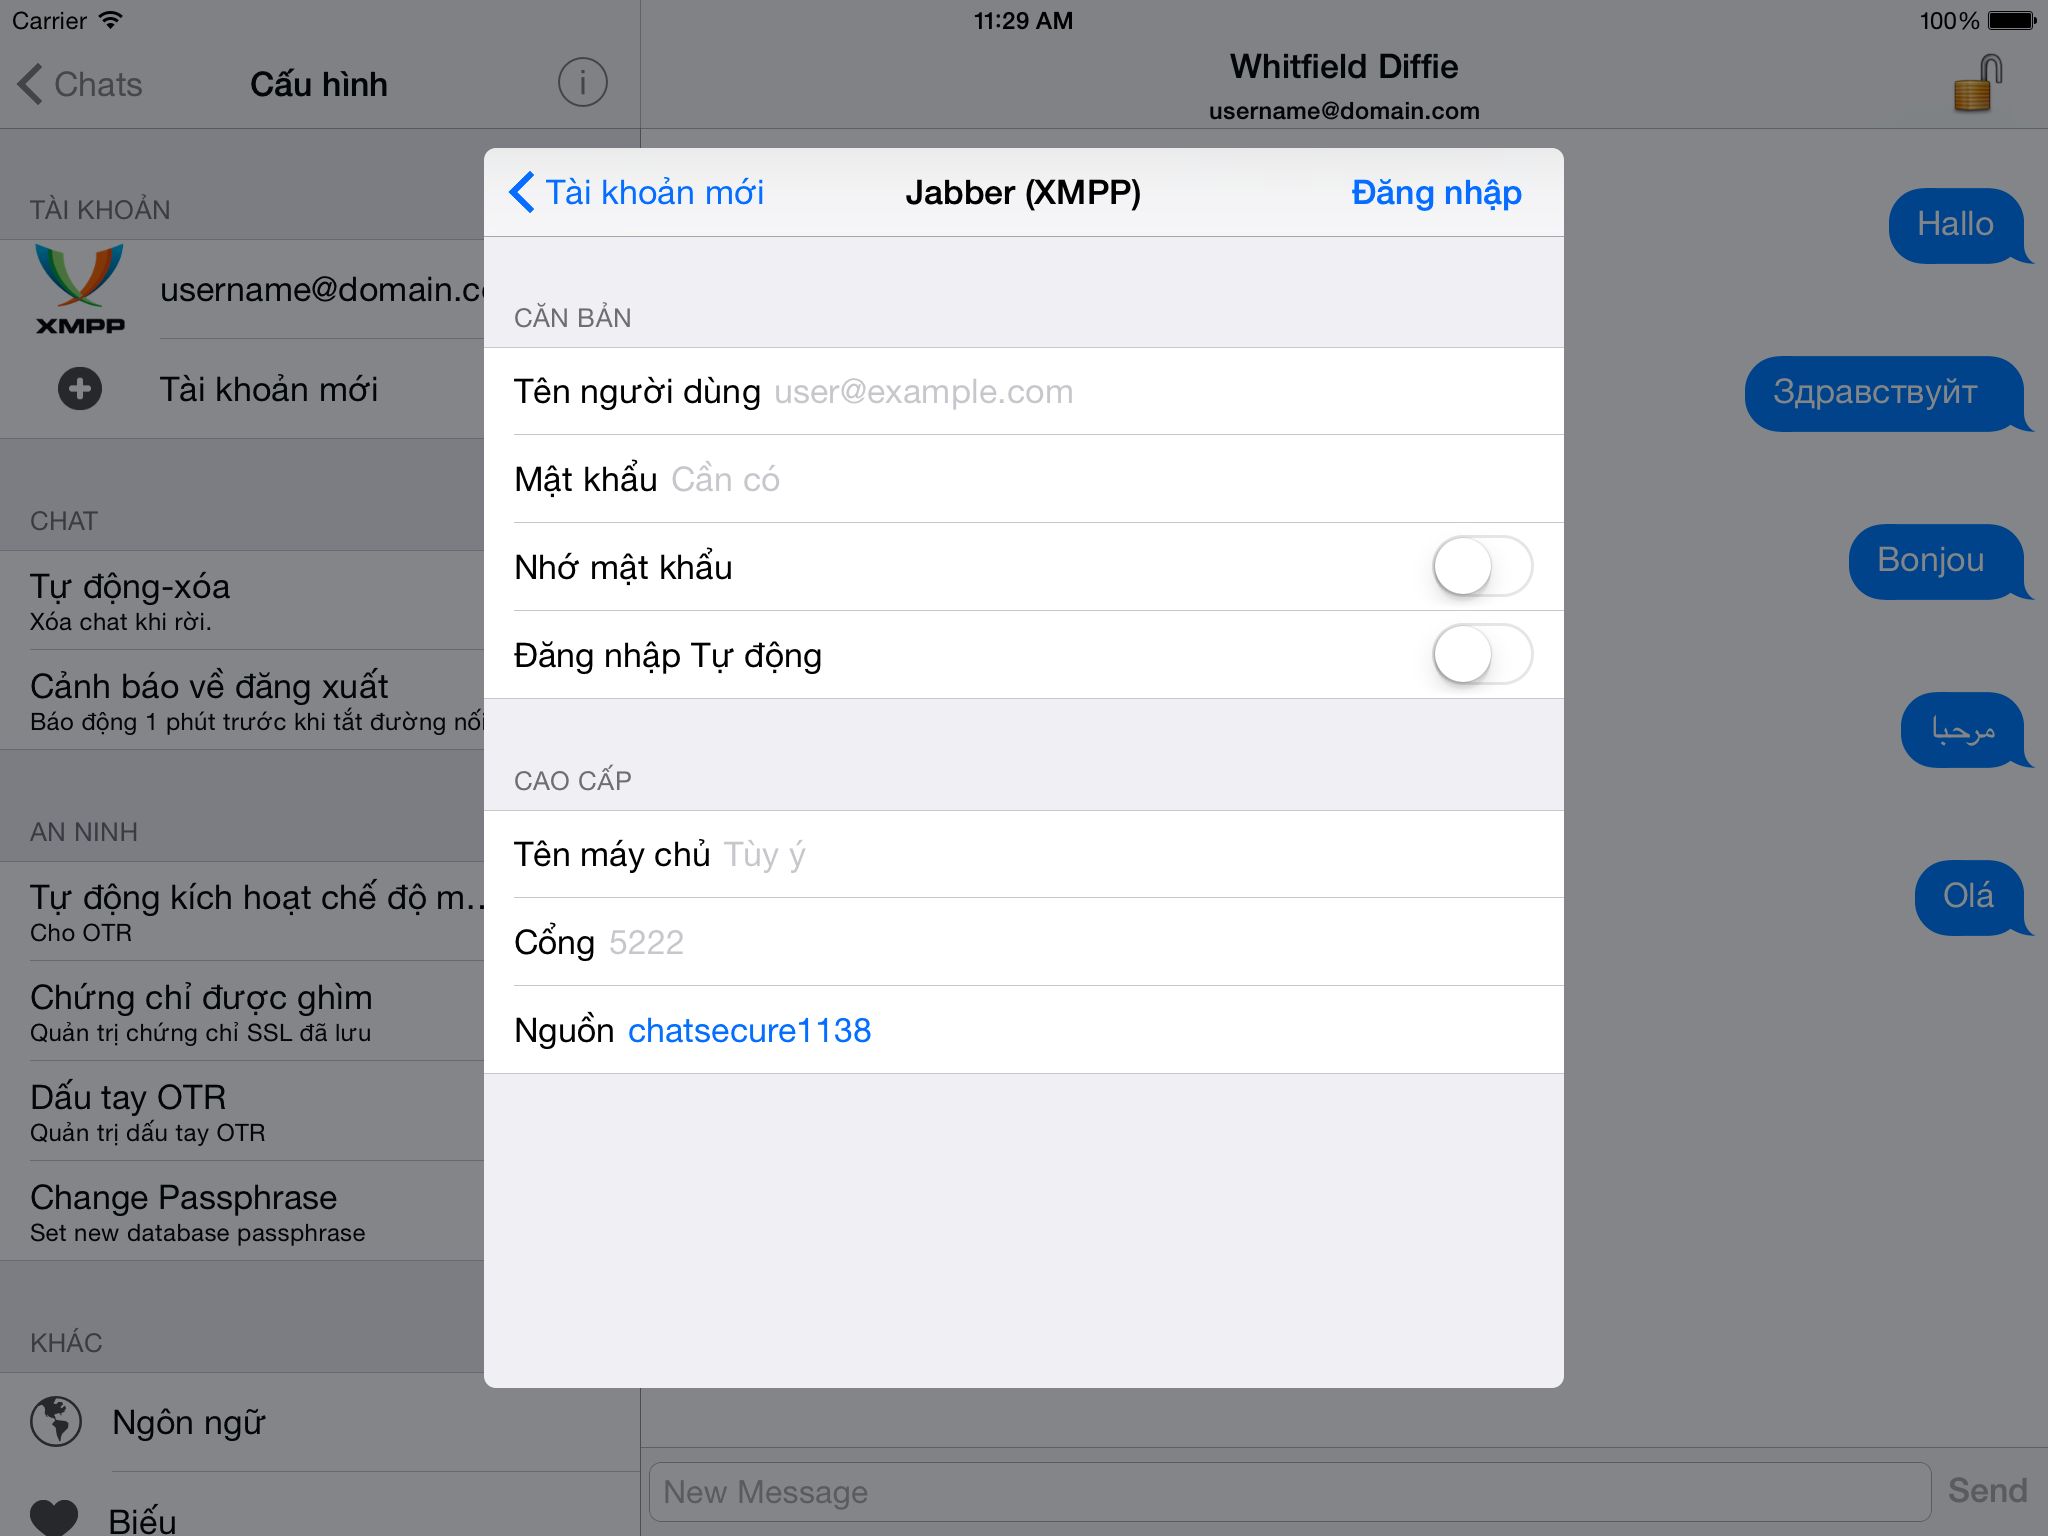 Carrier
11:29 AM
100%
Chats
Cấu hình
Whitfield Diffie
username@domain.com
TÀI KHOẢN
XMPP
username@domain.c
Tài khoản mới
CHAT
Tự động-xóa
Xóa chat khi rời.
Cảnh báo về đăng xuất
Báo động 1 phút trước khi tắt đường nối
AN NINH
Tự động kích hoạt chế độ m...
Cho OTR
Chứng chỉ được ghìm
Quản trị chứng chỉ SSL đã lưu
Dấu tay OTR
Quản trị dấu tay OTR
Change Passphrase
Set new database passphrase
KHÁC
Ngôn ngữ
Biếu
Tài khoản mới
Jabber (XMPP)
Đăng nhập
CĂN BẢN
Tên người dùng user@example.com
Mật khẩu Cần có
Nhớ mật khẩu
Đăng nhập Tự động
CAO CẤP
Tên máy chủ Tùy ý
Cổng 5222
Nguồn chatsecure1138
Hallo
Здравствуйт
Bonjou
مرحبا
Olá
New Message
Send